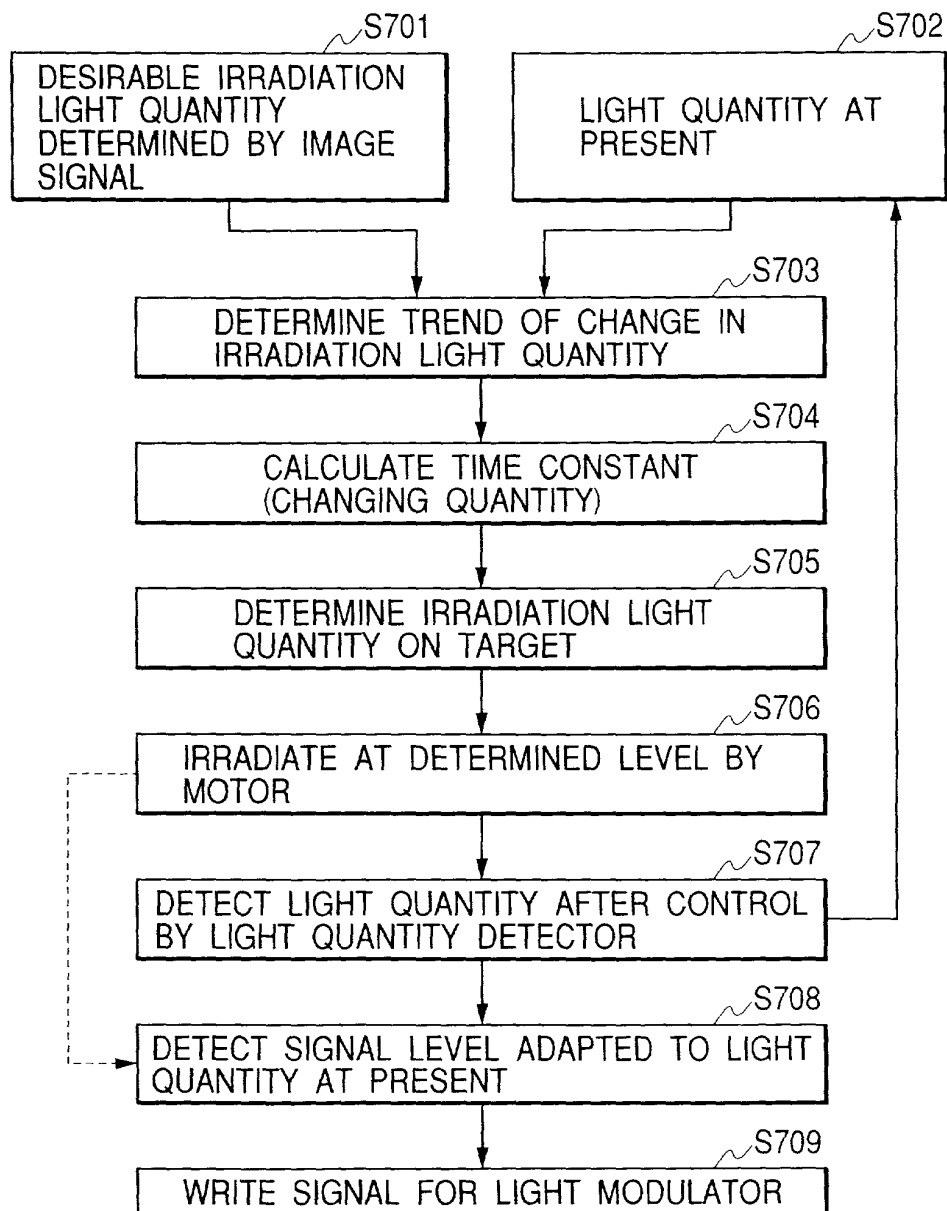 S701
DESIRABLE IRRADIATION
LIGHT QUANTITY
DETERMINED BY IMAGE
SIGNAL
S702
LIGHT QUANTITY AT
PRESENT
S703
DETERMINE TREND OF CHANGE IN
IRRADIATION LIGHT QUANTITY
S704
CALCULATE TIME CONSTANT
(CHANGING QUANTITY)
S705
DETERMINE IRRADIATION LIGHT
QUANTITY ON TARGET
S706
IRRADIATE AT DETERMINED LEVEL BY
MOTOR
S707
DETECT LIGHT QUANTITY AFTER CONTROL
BY LIGHT QUANTITY DETECTOR
S708
DETECT SIGNAL LEVEL ADAPTED TO LIGHT
QUANTITY AT PRESENT
S709
WRITE SIGNAL FOR LIGHT MODULATOR